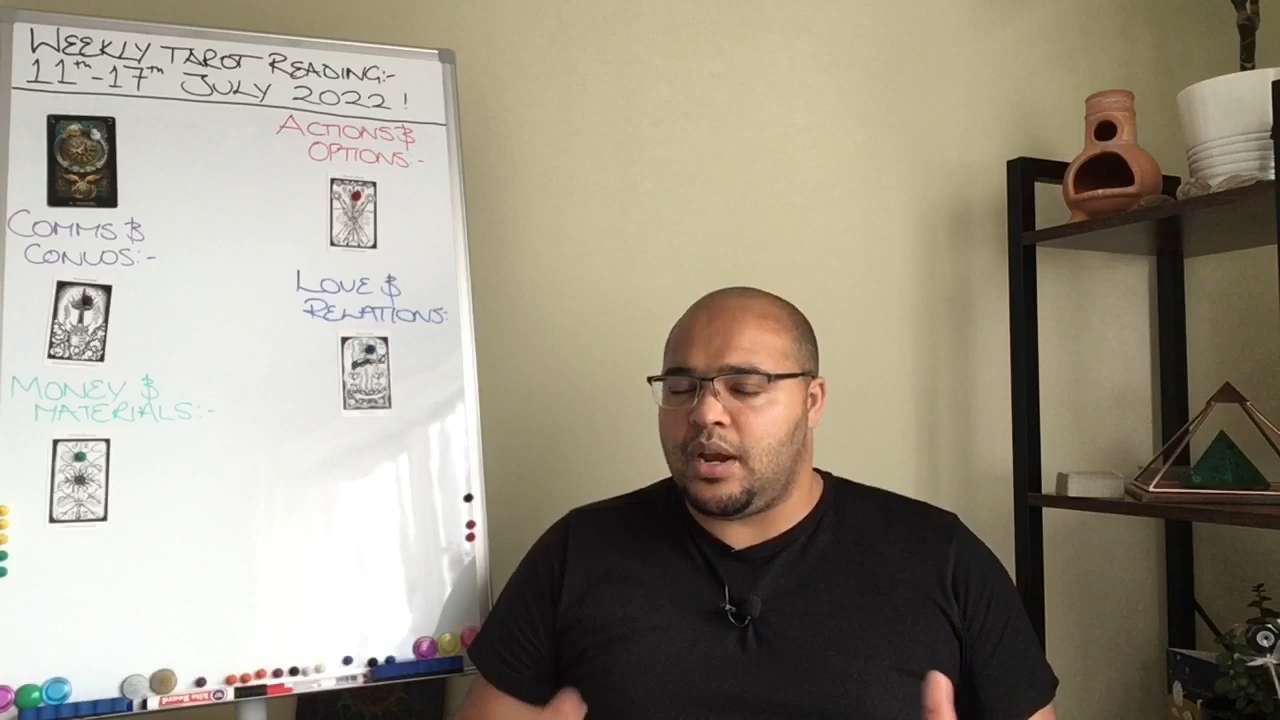 WEEKLY TAROT READING:-
11th-17th JULY 2022!
ACTIONS &
OPTIONS:-
COMMS &
CONVOS:-
LOVE &
RELATIONS:
MONEY &
MATERIALS:-